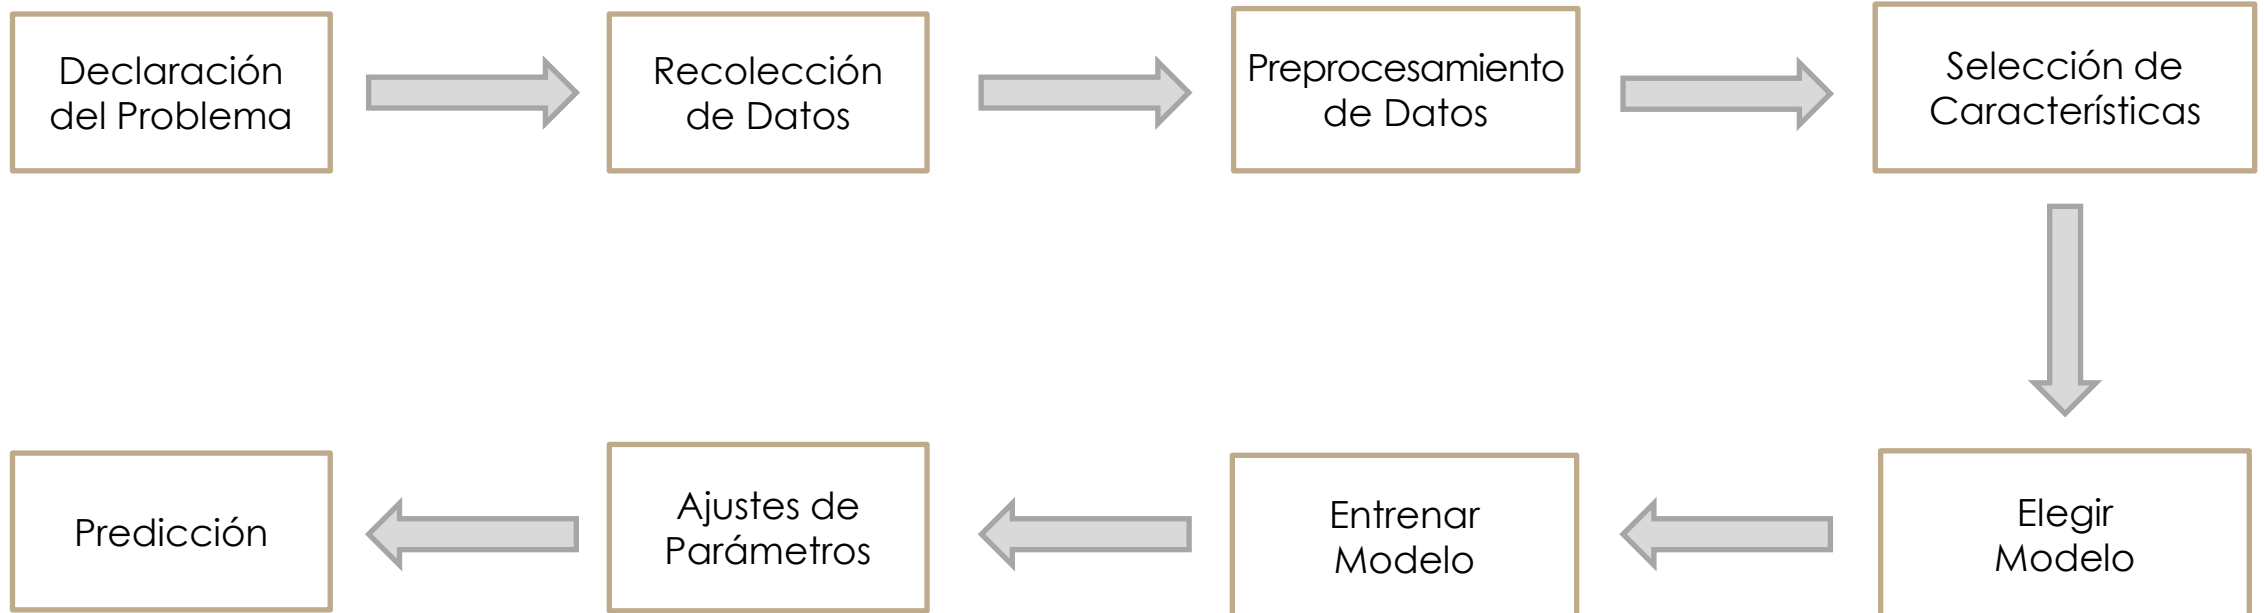 Declaración
del Problema
Recolección
de Datos
Preprocesamiento
de Datos
Selección de
Características
Elegir
Modelo
Entrenar
Modelo
Ajustes de
Parámetros
Predicción